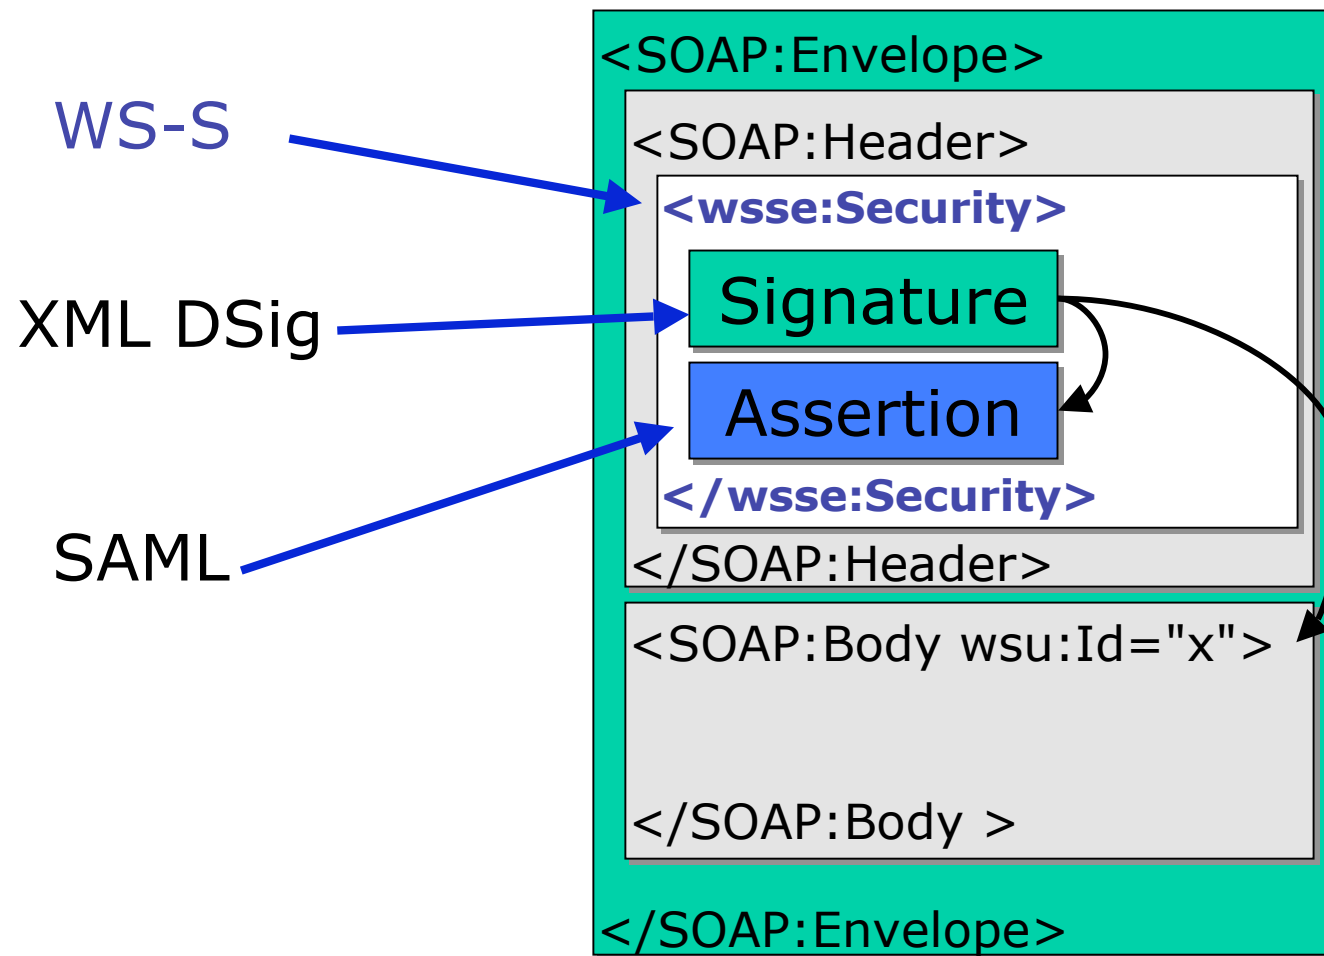 WS-S
XML DSig
SAML
<SOAP:Envelope>
<SOAP:Header>
<wsse:Security>
Signature
Assertion
</wsse:Security>
</SOAP:Header>
<SOAP:Body wsu:Id="x">
</SOAP:Body >
</SOAP:Envelope>